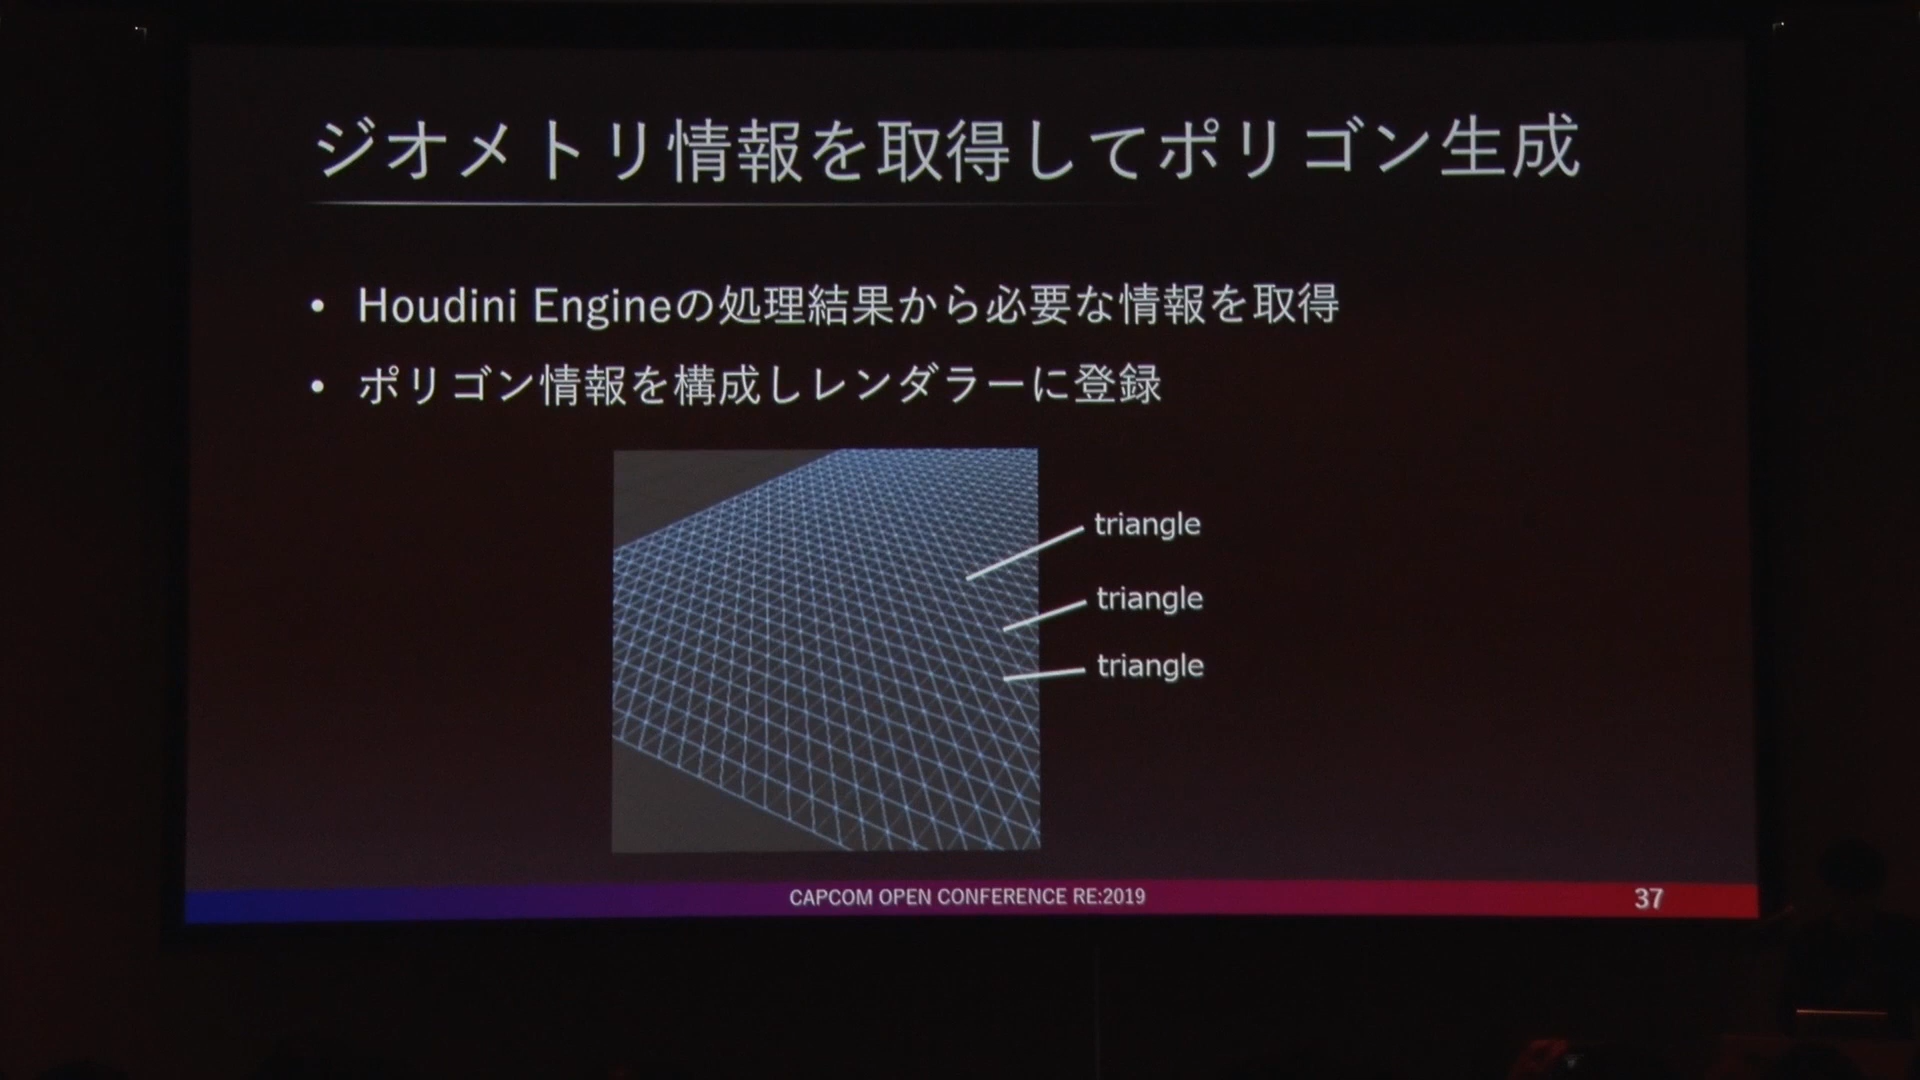 ジオメトリ情報を取得してポリゴン生成
• Houdini Engineの処理結果から必要な情報を取得
• ポリゴン情報を構成しレンダラーに登録
triangle
triangle
triangle
CAPCOM OPEN CONFERENCE RE:2019
37